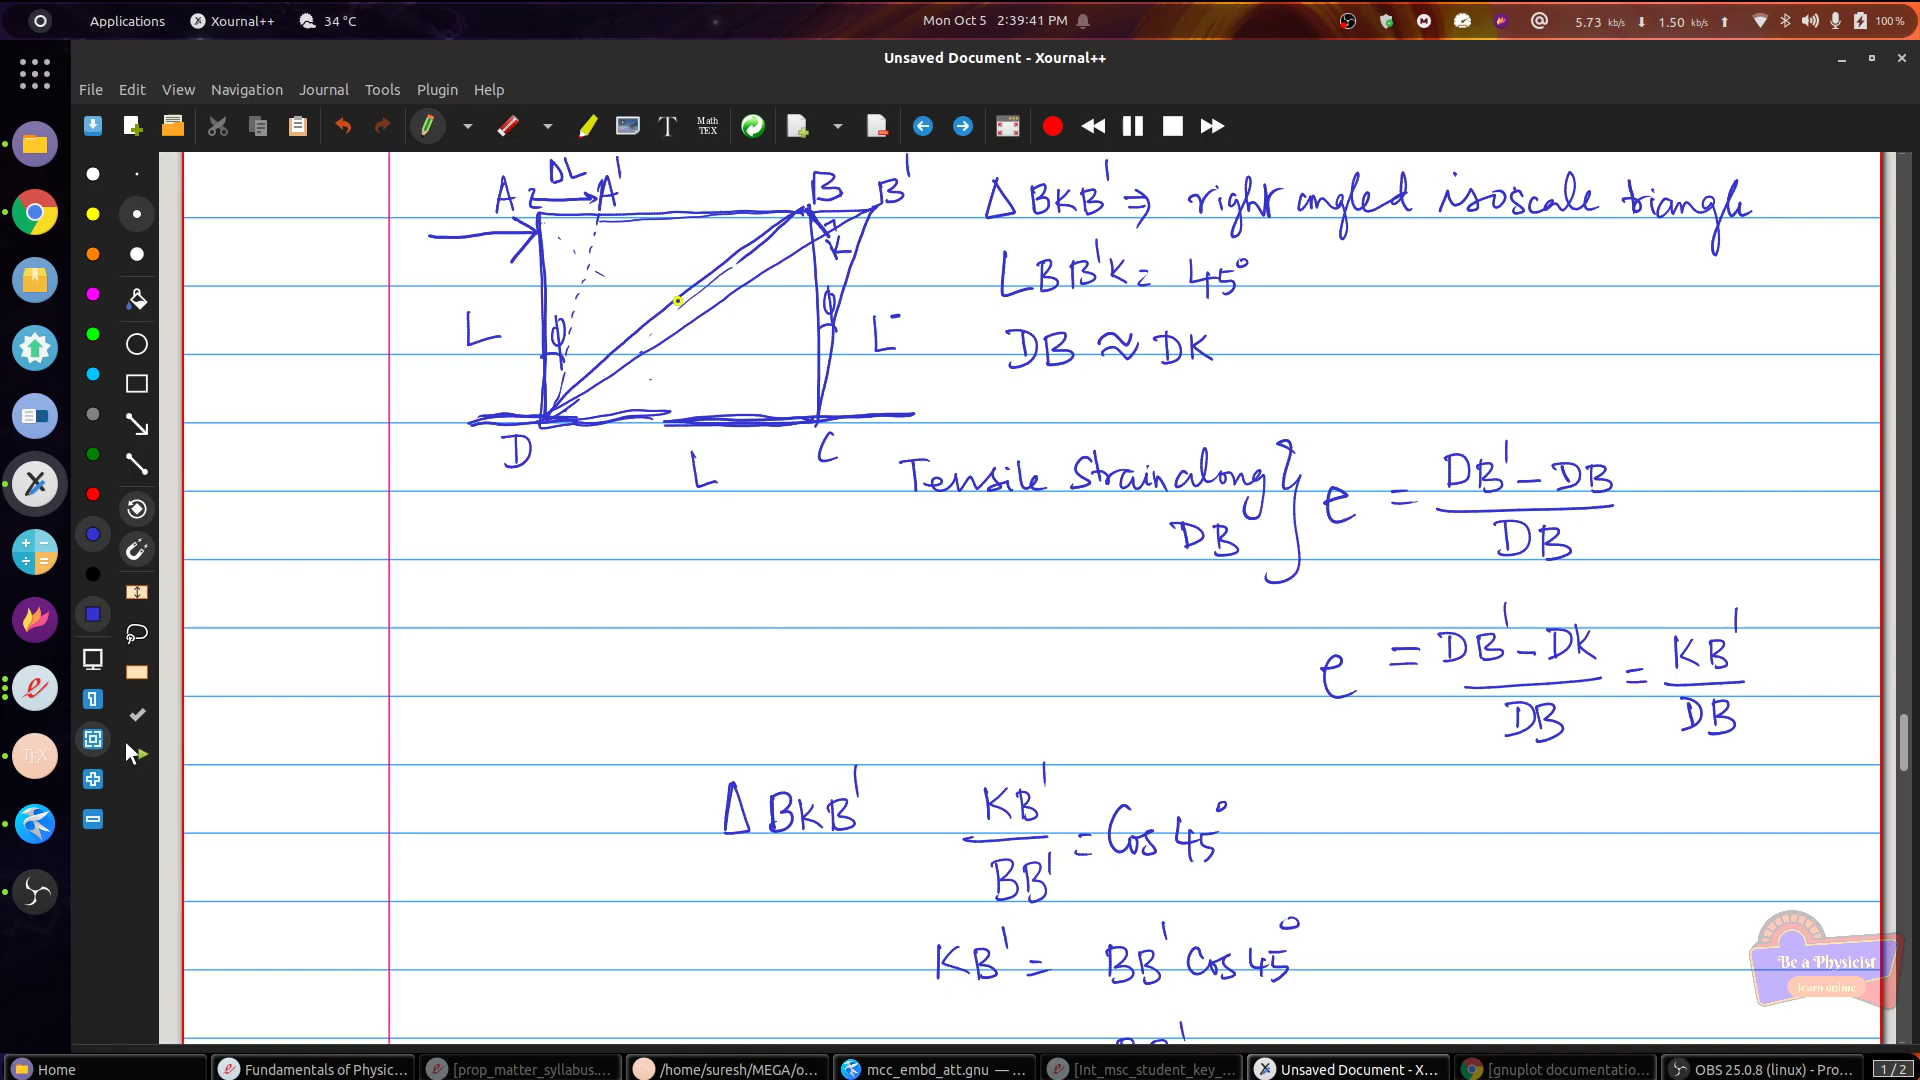 Applications Xournal++ 34 °C Mon Oct 5 2:39:41 PM 5.73 kb/s 1.50 kb/s 100 %
Unsaved Document - Xournal++
File Edit View Navigation Journal Tools Plugin Help
T Math TEX
A DL A' B B' Δ BKB' ⇒ right angled isoscale triangle
K
∠BB'K = 45°
L ϕ ϕ L
DB ≈ DK
D L C
Tensile Strain along DB } e = DB' - DB / DB
e = DB' - DK / DB = KB' / DB
Δ BKB' KB' / BB' = Cos 45°
KB' = BB' Cos 45°
Be a Physicist
learn online
TEX
Home Fundamentals of Physic... [prop_matter_syllabus.... /home/suresh/MEGA/o... mcc_embd_att.gnu — ... [Int_msc_student_key_... Unsaved Document - X... [gnuplot documentatio... OBS 25.0.8 (linux) - Pro... 1 / 2